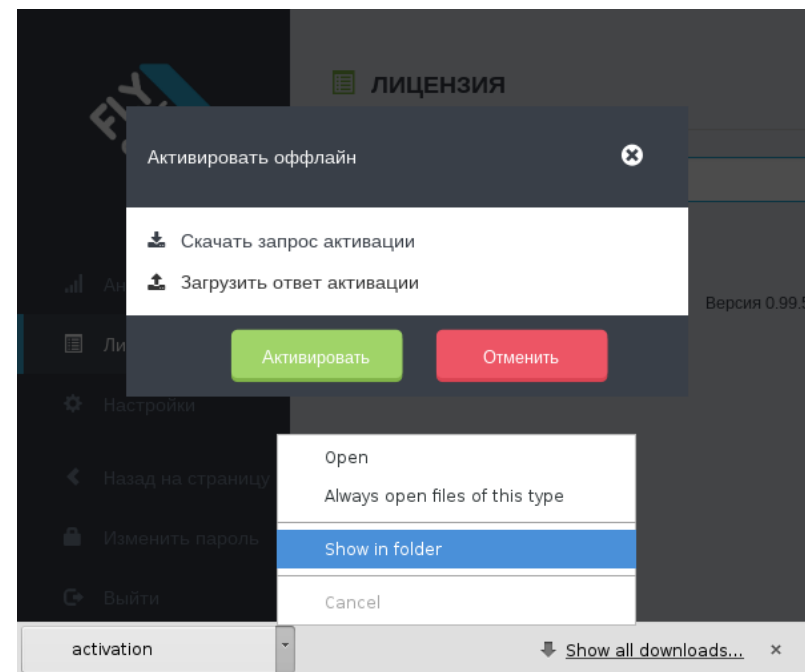 FLY
ЛИЦЕНЗИЯ
Активировать оффлайн
Скачать запрос активации
Загрузить ответ активации
Версия 0.99.
Активировать
Отменить
Настройки
Назад на страницу
Изменить пароль
Выйти
Open
Always open files of this type
Show in folder
Cancel
activation
Show all downloads...